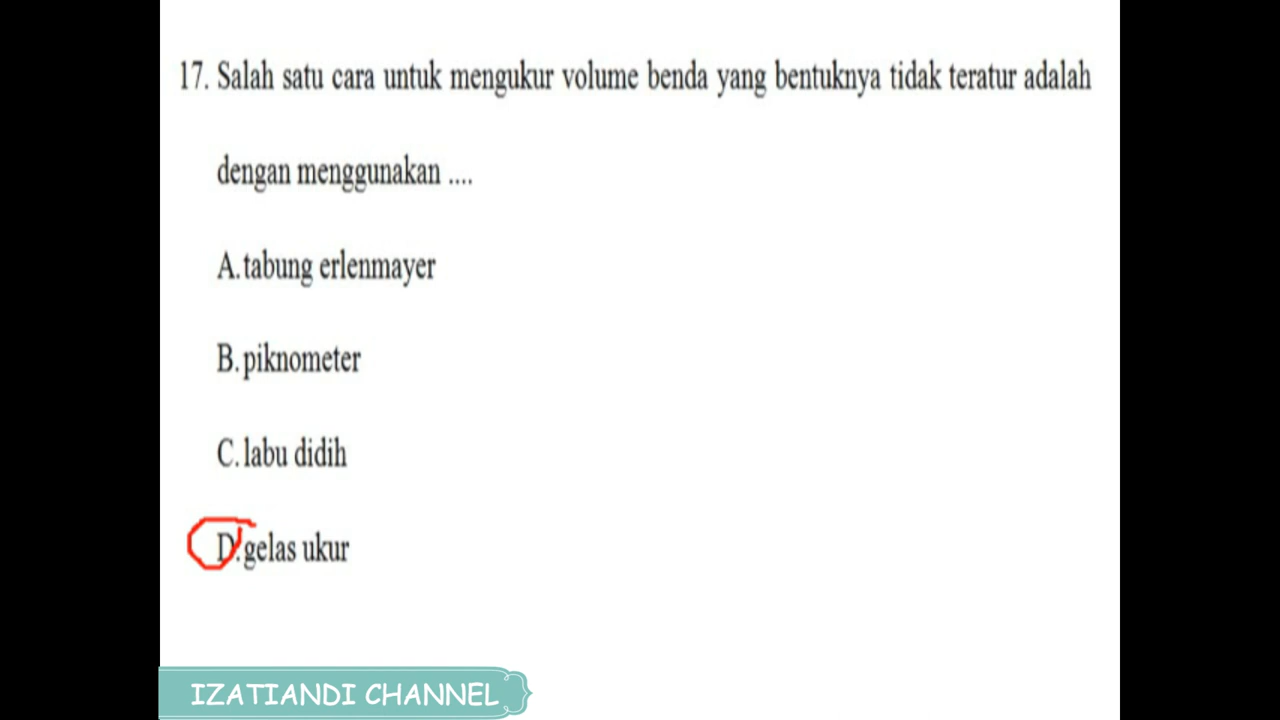 17. Salah satu cara untuk mengukur volume benda yang bentuknya tidak teratur adalah
dengan menggunakan ....
A. tabung erlenmayer
B. piknometer
C. labu didih
D. gelas ukur
IZATIANDI CHANNEL